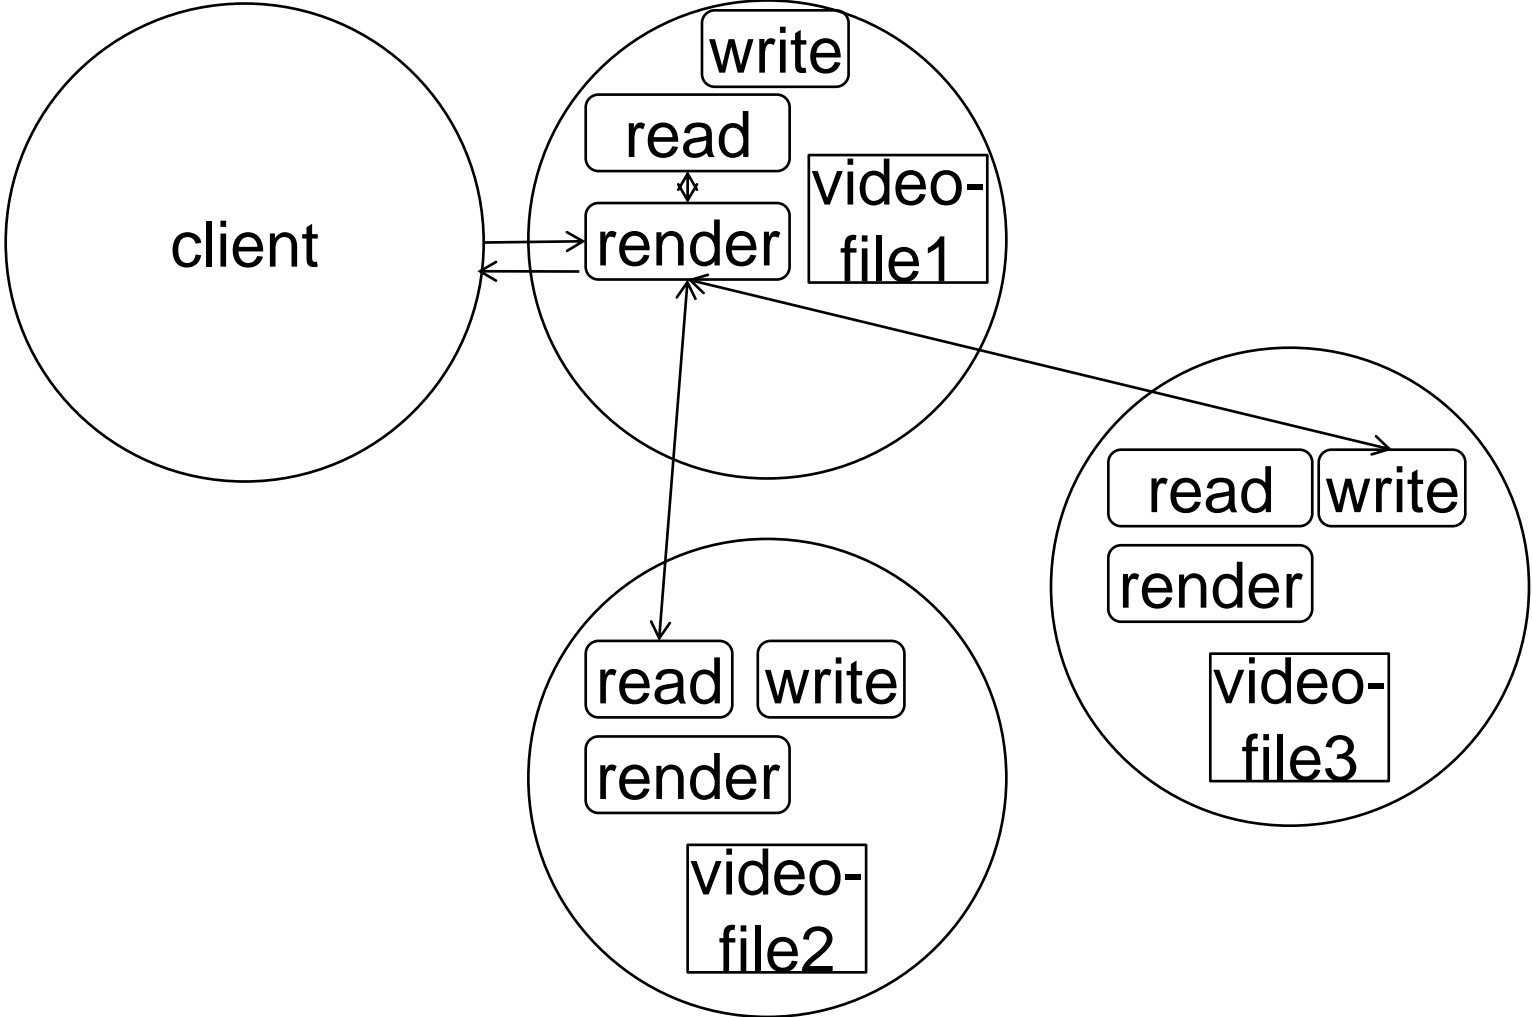 client
write
read
render
video-
file1
read
write
render
video-
file3
read
write
render
video-
file2